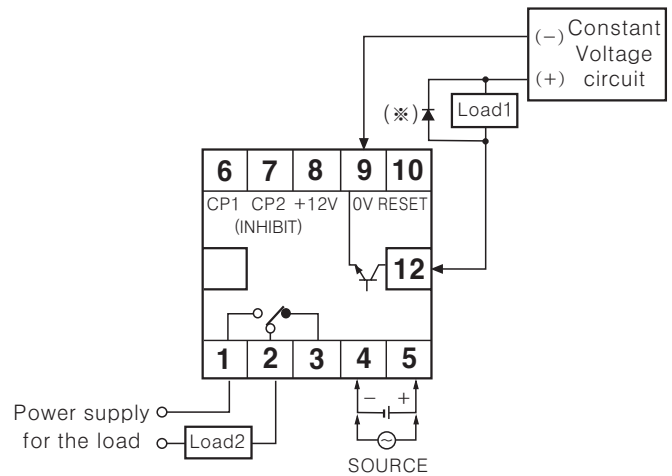 (－) Constant
Voltage
(＋) circuit
(※) Load1
6 7 8 9 10
CP1 CP2 +12V 0V RESET
(INHIBIT)
12
1 2 3 4 5
− +
Power supply
for the load
Load2
SOURCE